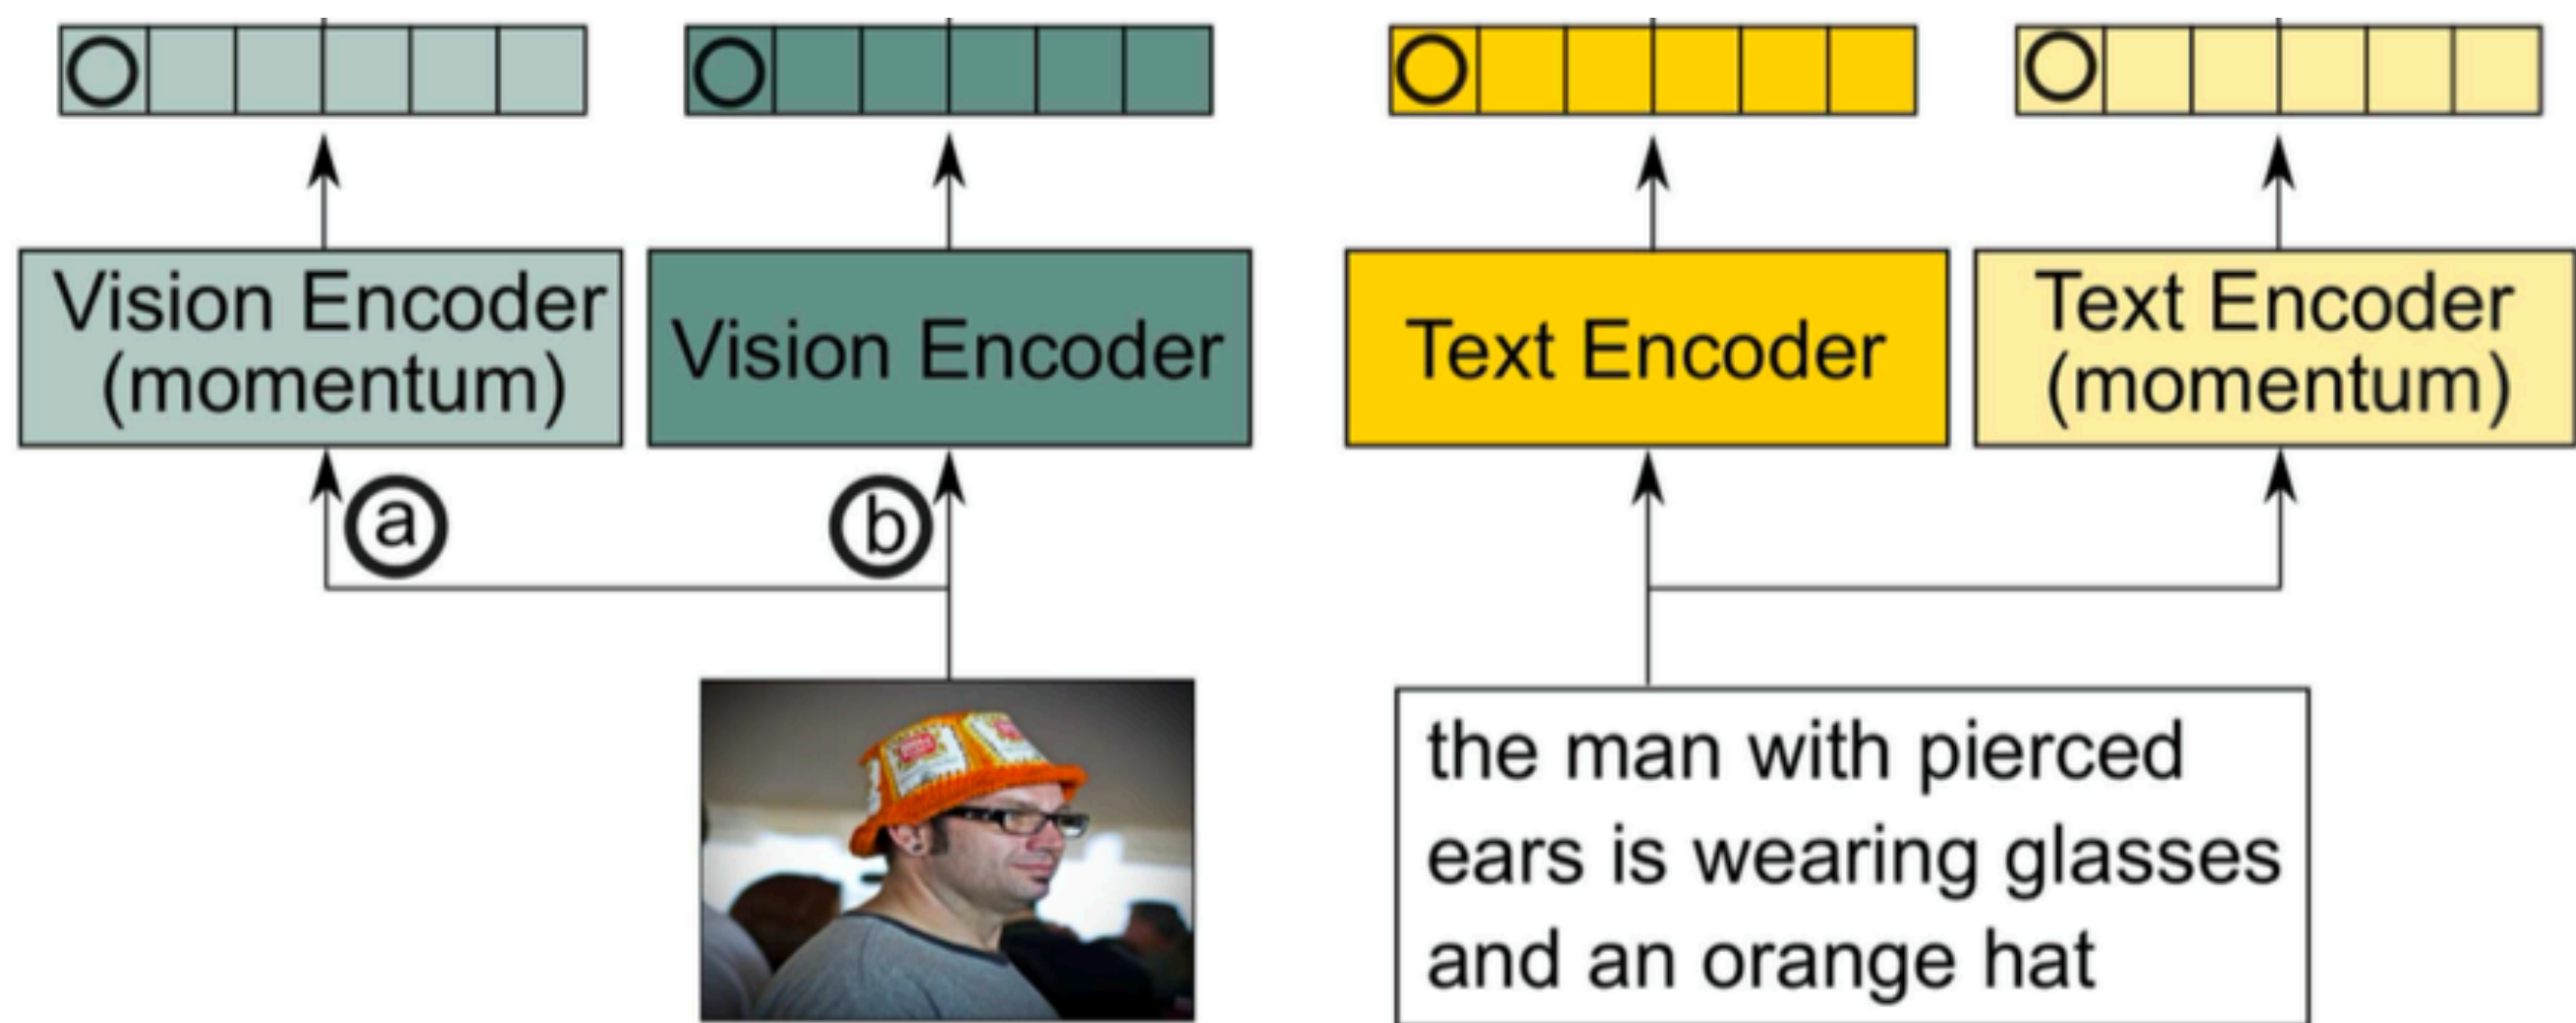 Vision Encoder
(momentum)
Vision Encoder
Text Encoder
Text Encoder
(momentum)
a
b
the man with pierced
ears is wearing glasses
and an orange hat